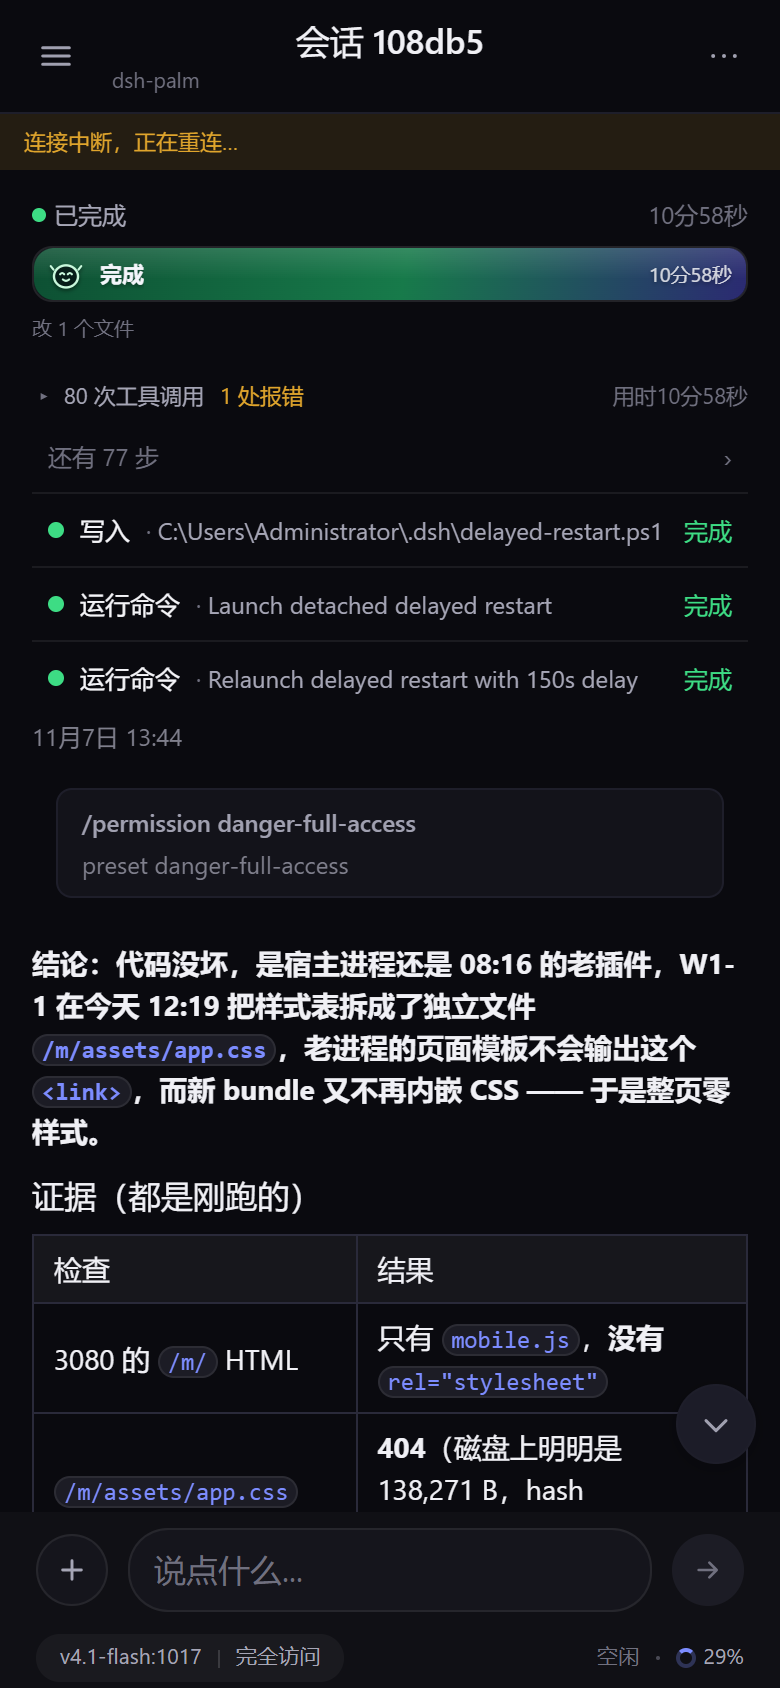 会话 108db5
dsh-palm
连接中断，正在重连...
已完成 10分58秒
完成 10分58秒
改 1 个文件
80 次工具调用 1 处报错 用时10分58秒
还有 77 步
写入 · C:\Users\Administrator\.dsh\delayed-restart.ps1 完成
运行命令 · Launch detached delayed restart 完成
运行命令 · Relaunch delayed restart with 150s delay 完成
11月7日 13:44
/permission danger-full-access
preset danger-full-access
结论：代码没坏，是宿主进程还是 08:16 的老插件，W1-
1 在今天 12:19 把样式表拆成了独立文件
/m/assets/app.css，老进程的页面模板不会输出这个
<link>，而新 bundle 又不再内嵌 CSS —— 于是整页零
样式。
证据（都是刚跑的）
检查 结果
3080 的 /m/ HTML
只有 mobile.js，没有
rel="stylesheet"
/m/assets/app.css
404（磁盘上明明是
138,271 B，hash
说点什么...
v4.1-flash:1017 | 完全访问 空闲 · 29%